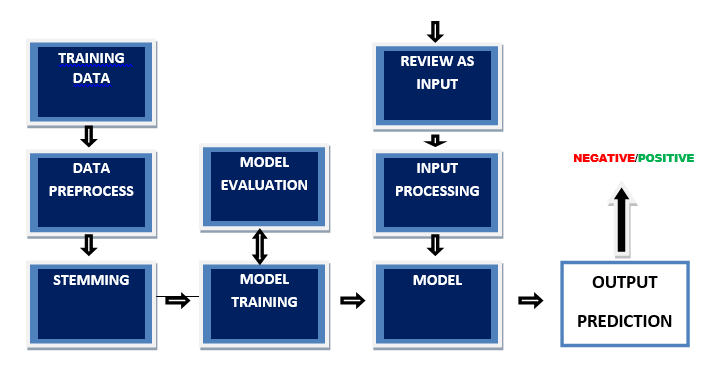 TRAINING
DATA
REVIEW AS
INPUT
DATA
PREPROCESS
MODEL
EVALUATION
INPUT
PROCESSING
NEGATIVE/POSITIVE
STEMMING
MODEL
TRAINING
MODEL
OUTPUT
PREDICTION